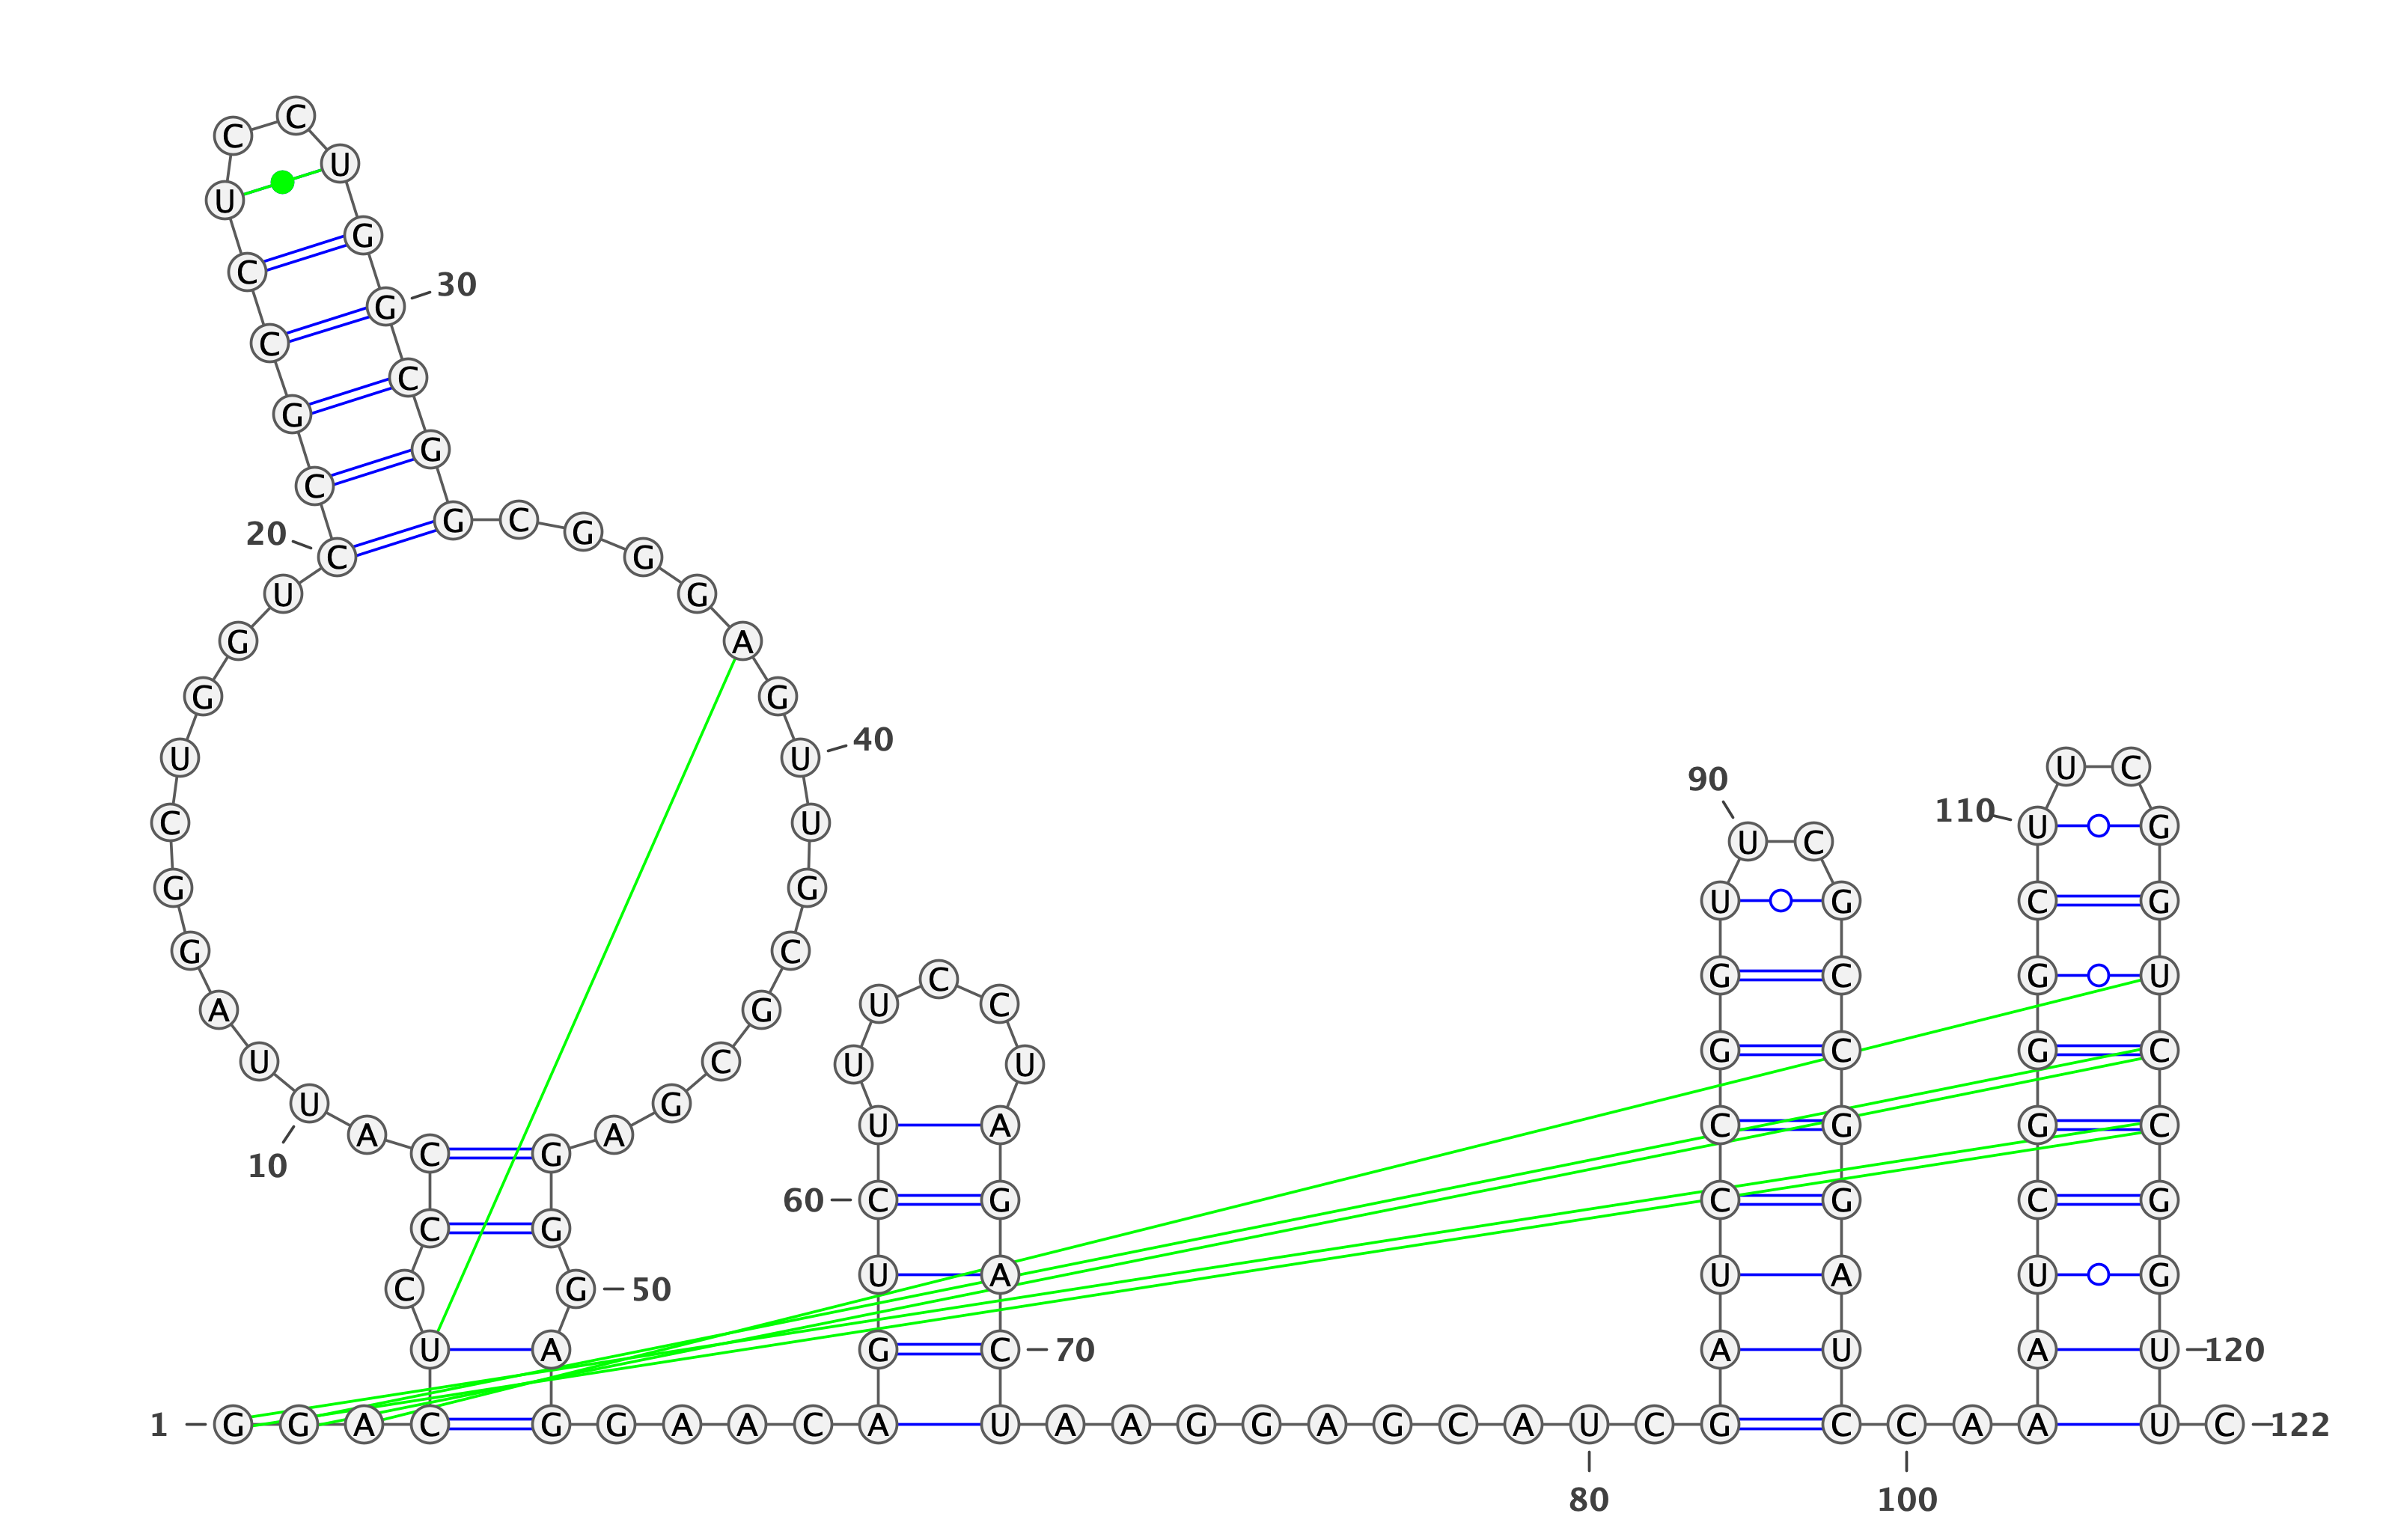 C
C
U
U
G
C
30
G
C
C
G
G
C
G C
20 G
C G
U G
G A
G G
40
U U U C
90
110
C U U G
U C
G G
U G C G
G C
C G C G U
U C
A G
G C G C
U U U C
U G
U A C G G C
A A
C G
10
60 C G C G C G
C G
U A U A U G
C G 50
U A G C 70 A U A U 120
1 G G A C G G A A C A U A A G G A G C A U C G C C A A U C 122
80 100